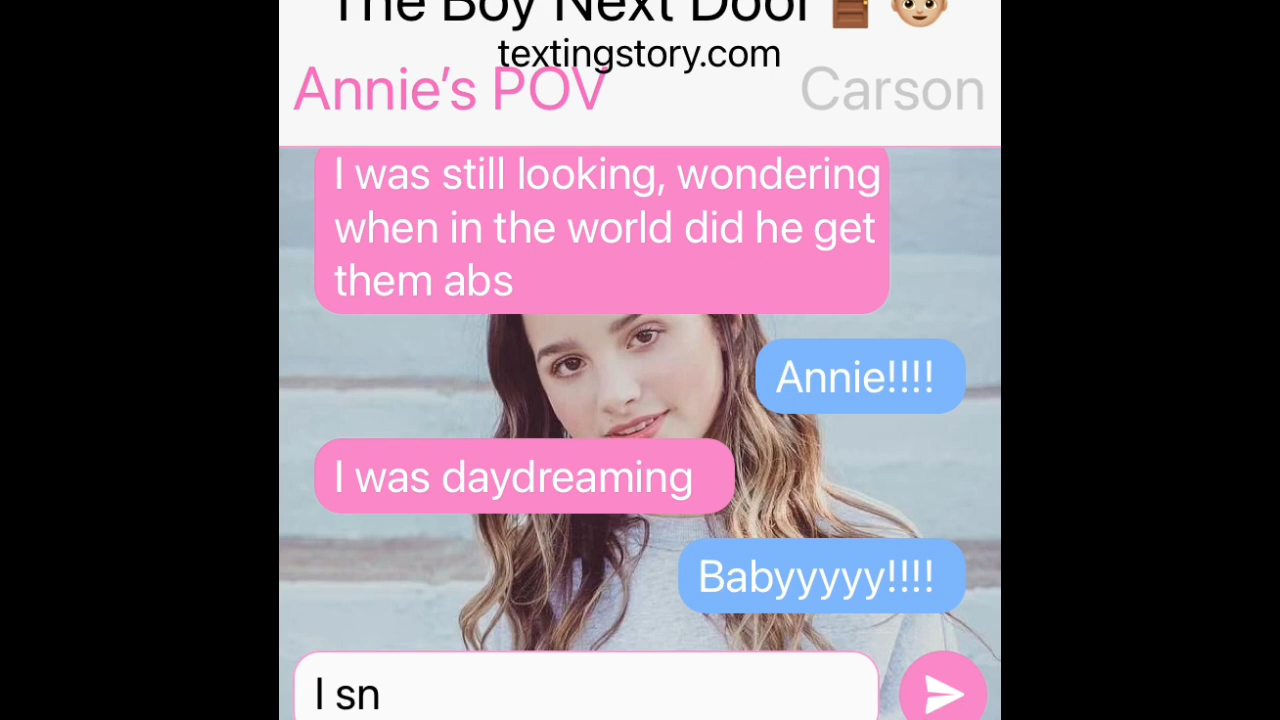 The Boy Next Door
textingstory.com
Annie's POV
Carson
I was still looking, wondering
when in the world did he get
them abs
Annie!!!!
I was daydreaming
Babyyyyy!!!!
I sn